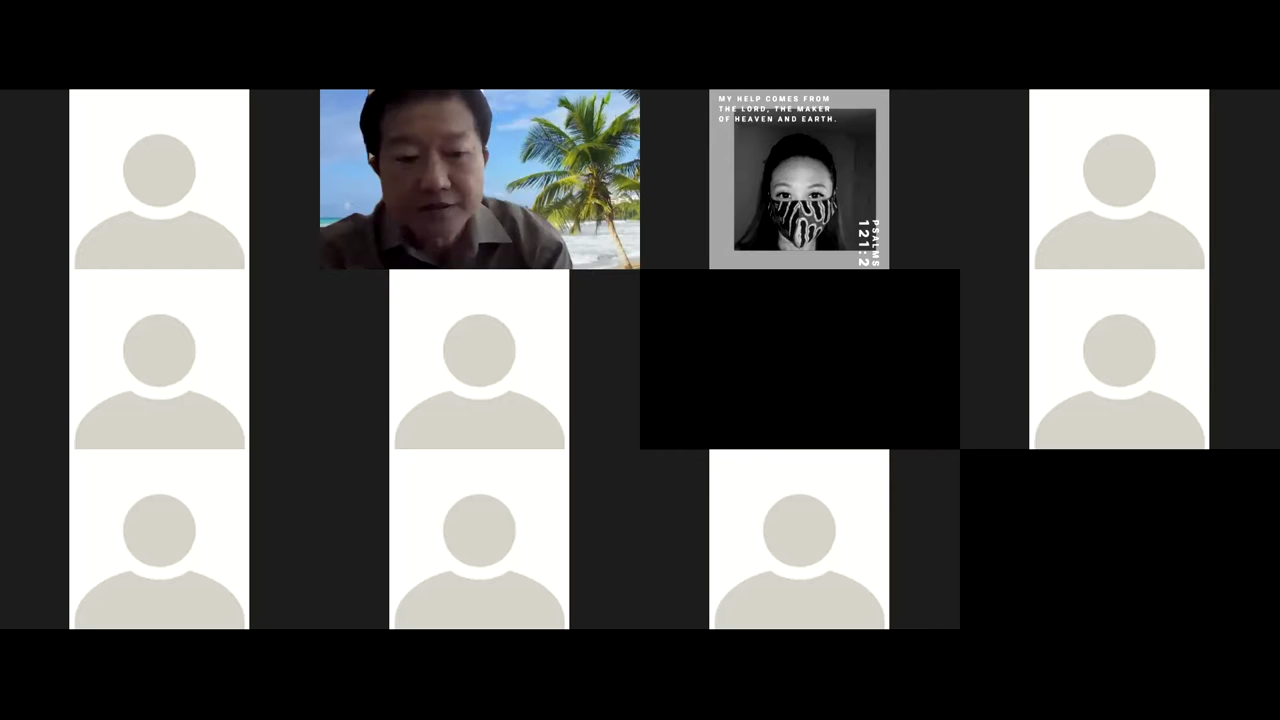 MY HELP COMES FROM
THE LORD, THE MAKER
OF HEAVEN AND EARTH.
PSALMS
121:2